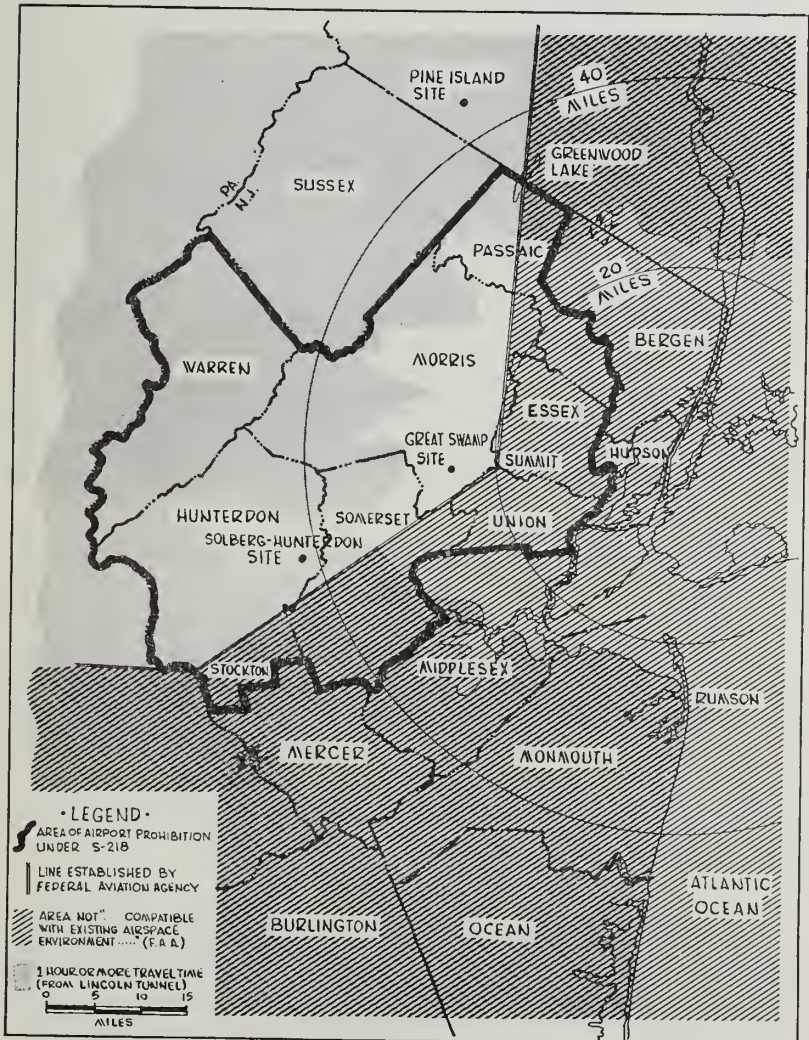 PINE ISLAND
SITE
40
MILES
GREENWOOD
LAKE
SUSSEX
PA
N.J.
N.Y.
N.J.
PASSAIC
20
MILES
BERGEN
WARREN
MORRIS
ESSEX
GREAT SWAMP
SITE
SUMMIT
HUDSON
HUNTERDON
SOMERSET
UNION
SOLBERG-HUNTERDON
SITE
STOCKTON
MIDDLESEX
RUMSON
MERCER
MONMOUTH
• LEGEND •
AREA OF AIRPORT PROHIBITION
UNDER S-218
LINE ESTABLISHED BY
FEDERAL AVIATION AGENCY
AREA NOT" COMPATIBLE
WITH EXISTING AIRSPACE
ENVIRONMENT....." (F.A.A.)
1 HOUR OR MORE TRAVEL TIME
(FROM LINCOLN TUNNEL)
0 5 10 15
MILES
BURLINGTON
OCEAN
ATLANTIC
OCEAN